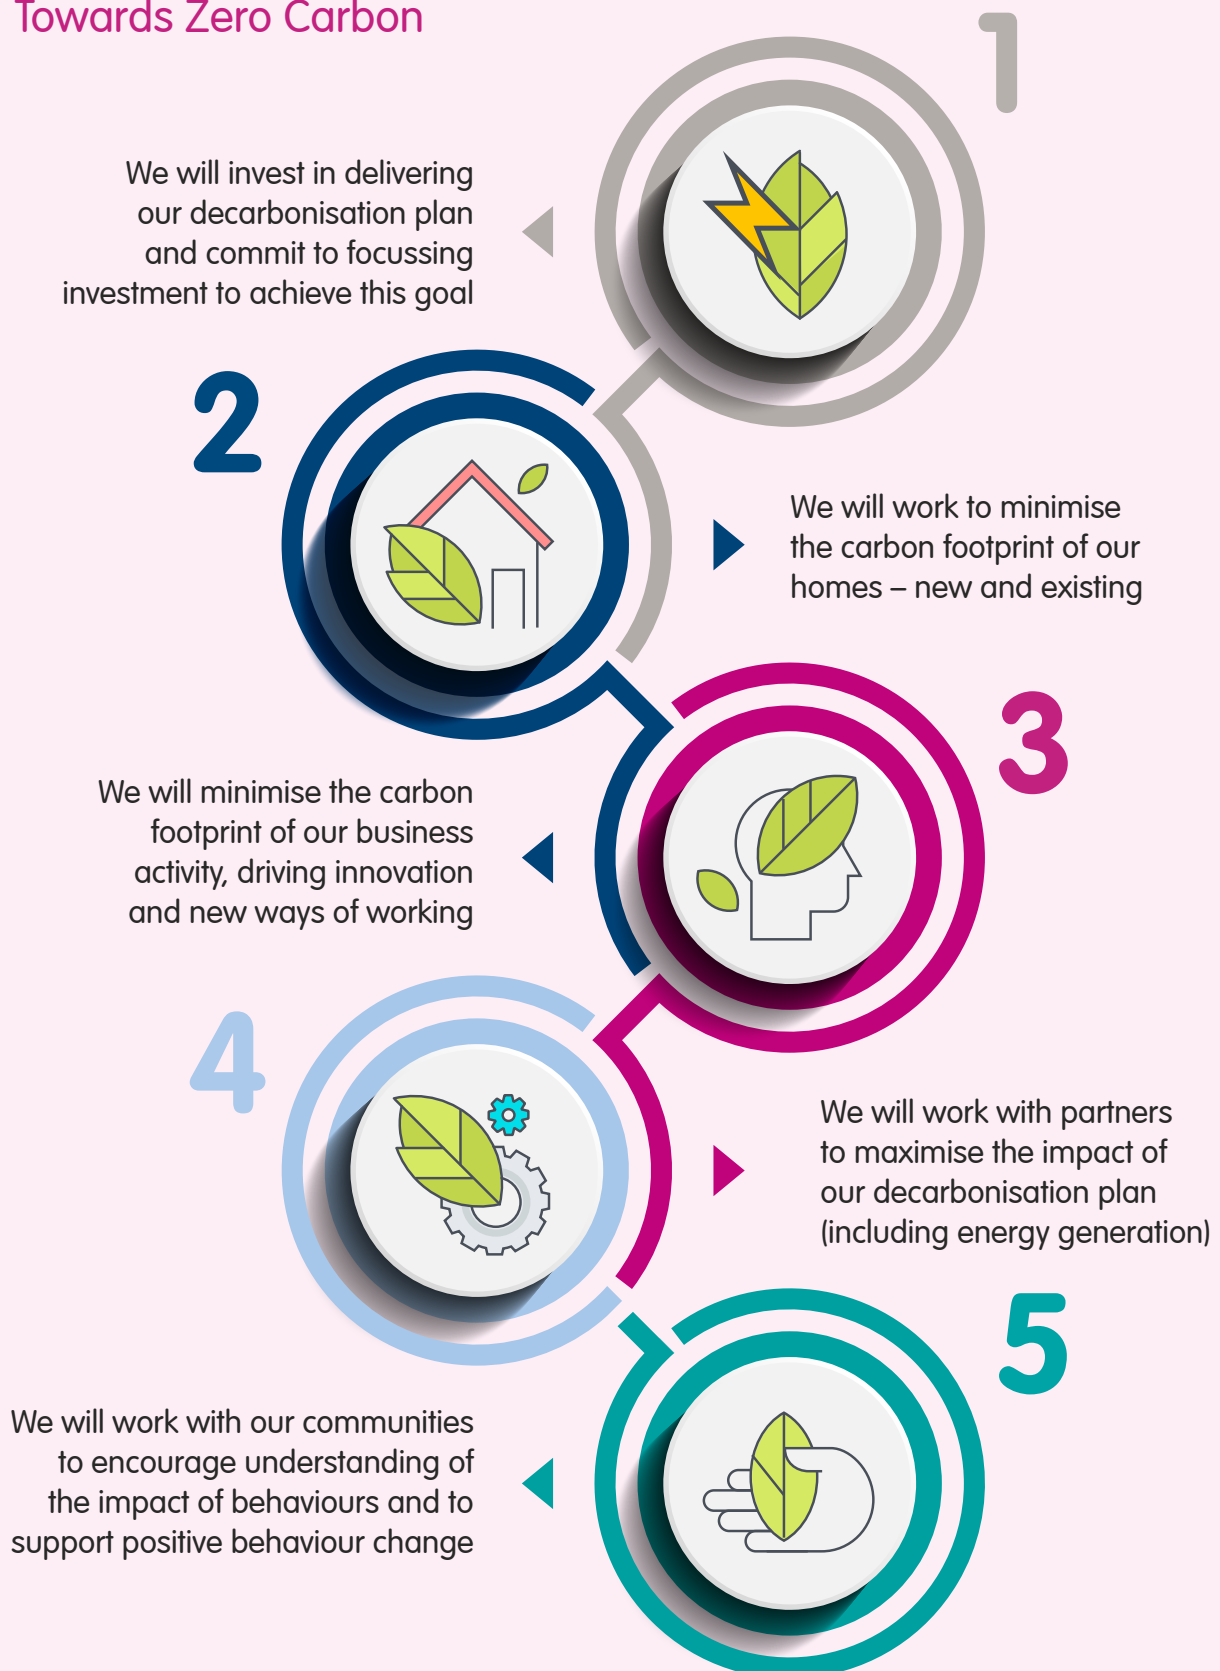 Towards Zero Carbon
1
We will invest in delivering
our decarbonisation plan
and commit to focussing
investment to achieve this goal
2
We will work to minimise
the carbon footprint of our
homes – new and existing
3
We will minimise the carbon
footprint of our business
activity, driving innovation
and new ways of working
4
We will work with partners
to maximise the impact of
our decarbonisation plan
(including energy generation)
5
We will work with our communities
to encourage understanding of
the impact of behaviours and to
support positive behaviour change